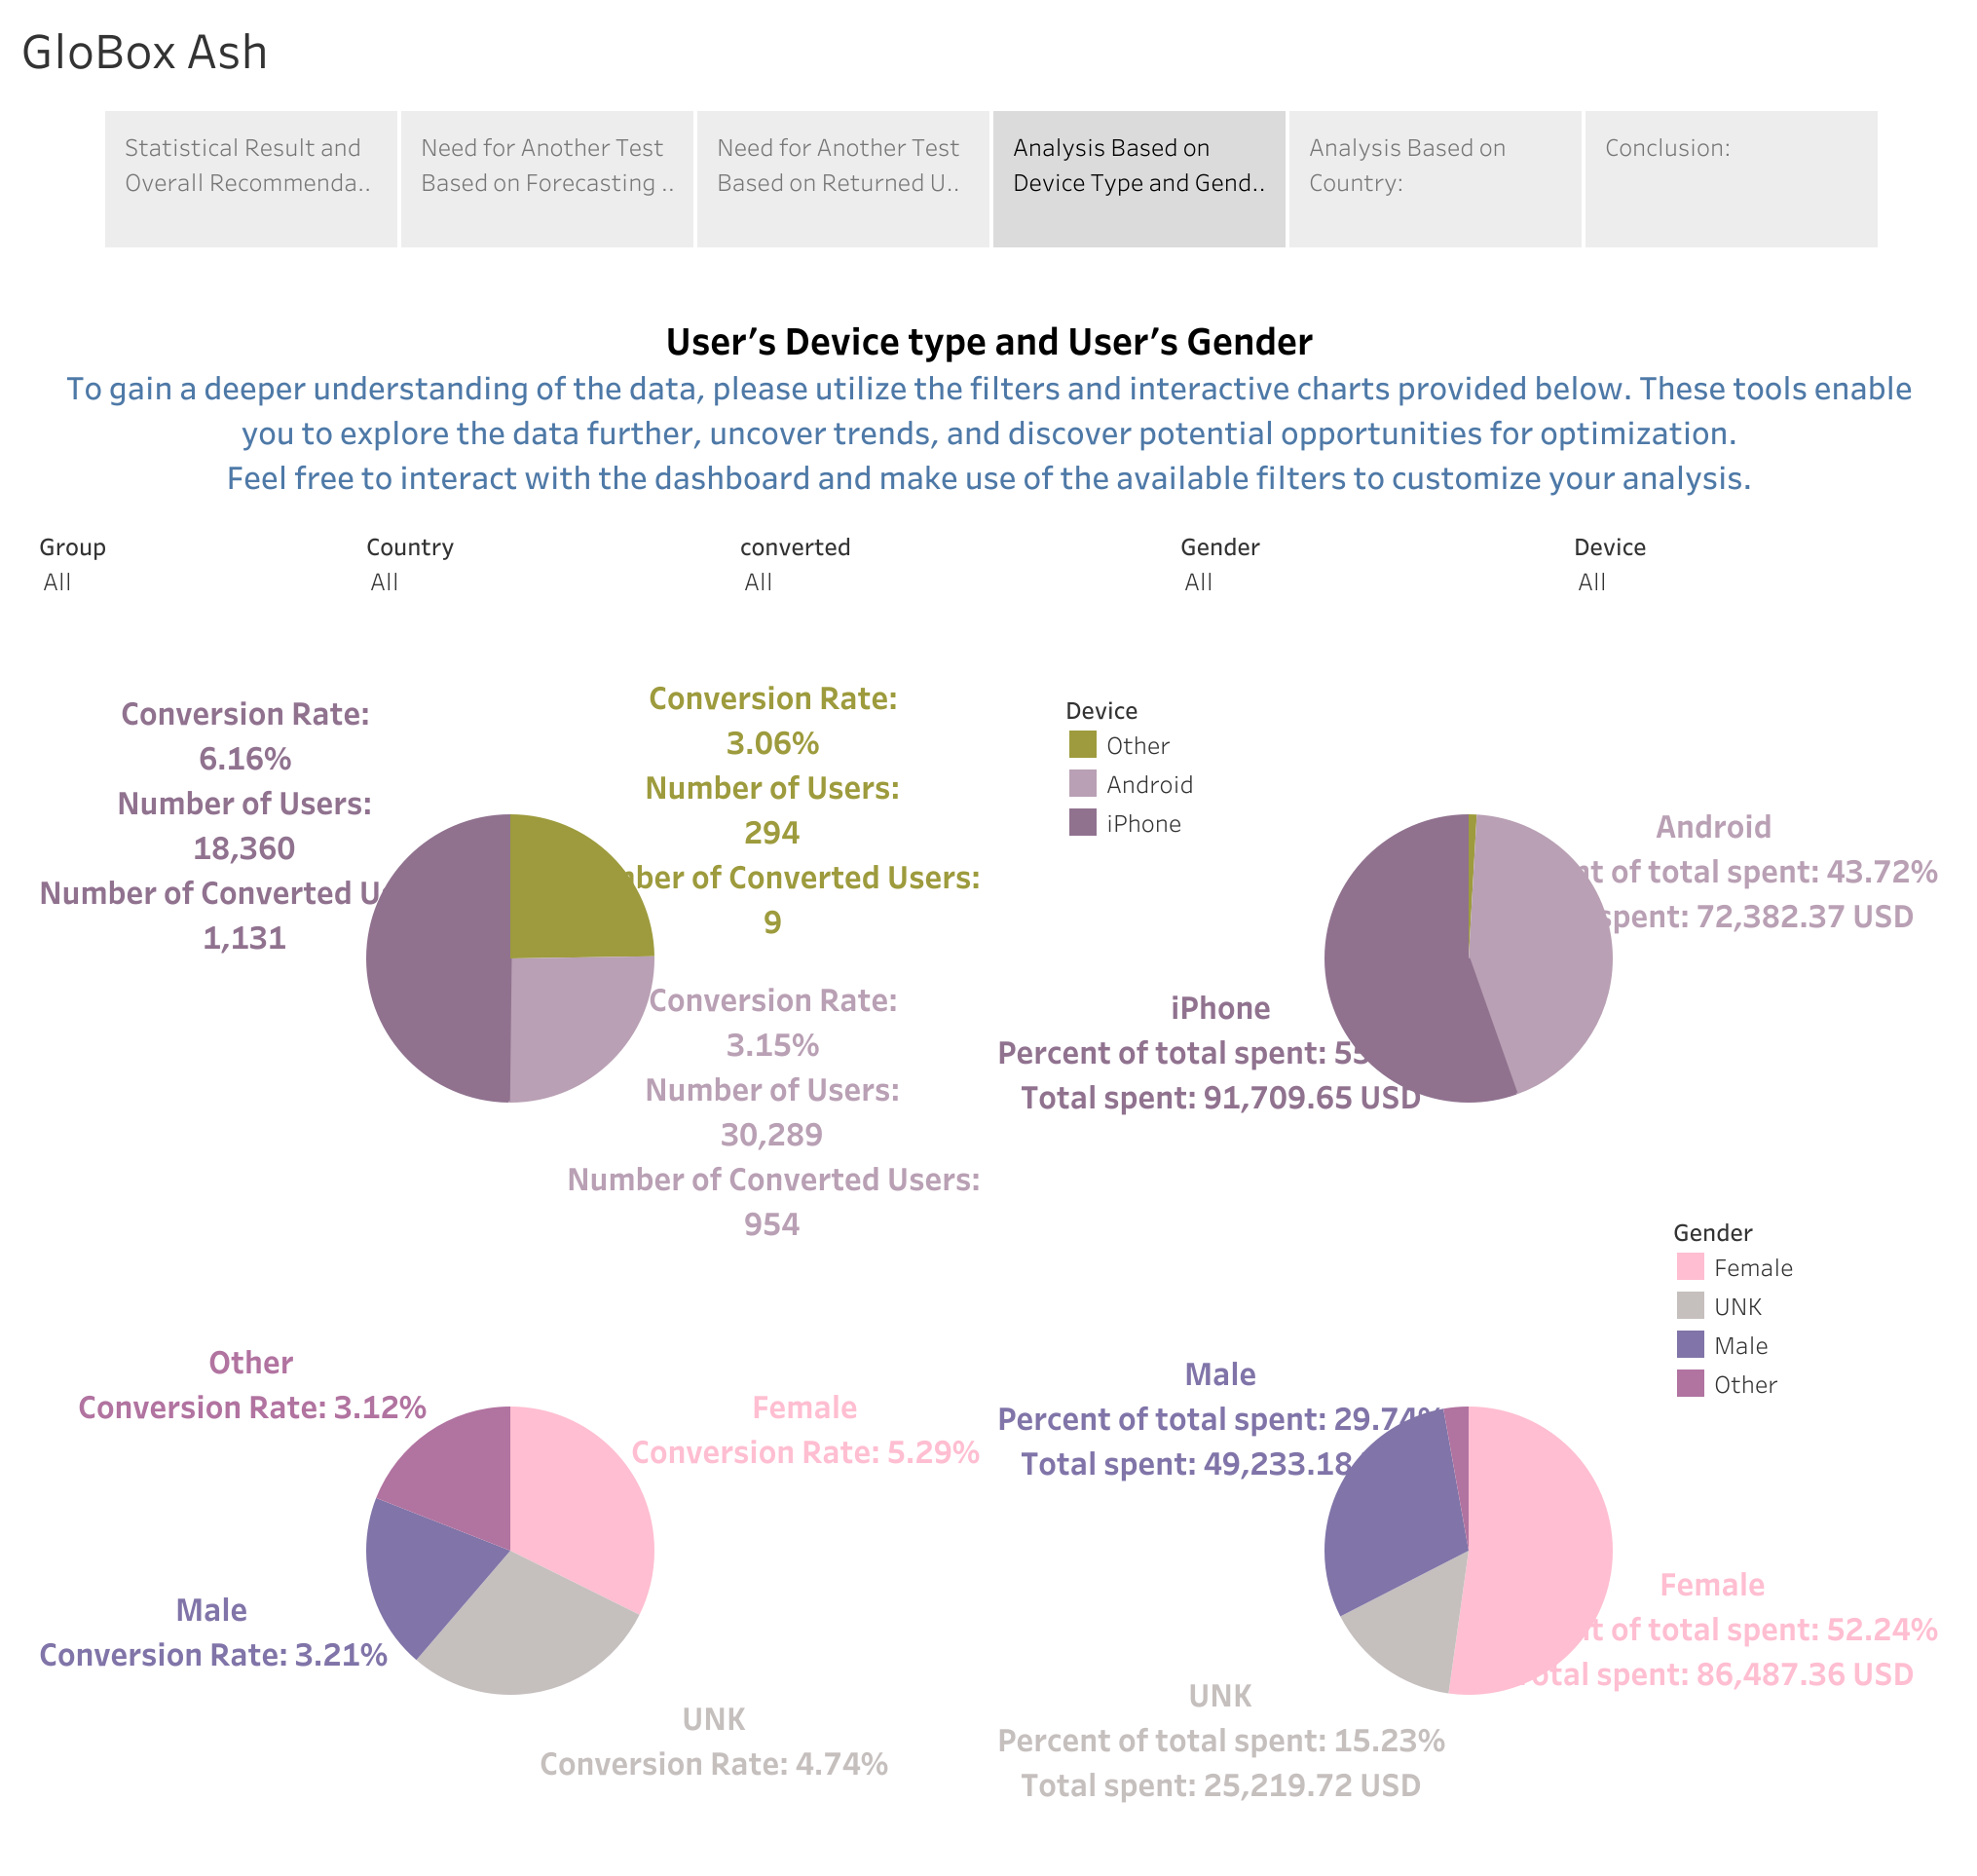 GloBox Ash
Statistical Result and
Overall Recommenda..
Need for Another Test
Based on Forecasting ..
Need for Another Test
Based on Returned U..
Analysis Based on
Device Type and Gend..
Analysis Based on
Country:
Conclusion:
User’s Device type and User’s Gender
To gain a deeper understanding of the data, please utilize the filters and interactive charts provided below. These tools enable
you to explore the data further, uncover trends, and discover potential opportunities for optimization.
Feel free to interact with the dashboard and make use of the available filters to customize your analysis.
Group
All
Country
All
converted
All
Gender
All
Device
All
Conversion Rate:
6.16%
Number of Users:
18,360
Number of Converted
1,131
Conversion Rate:
3.06%
Number of Users:
294
of Converted Users:
9
Conversion Rate:
3.15%
Number of Users:
30,289
Number of Converted Users:
954
Device
Other
Android
iPhone
Android
of total spent: 43.72%
spent: 72,382.37 USD
iPhone
Percent of total spent:
Total spent: 91,709.65 USD
Other
Conversion Rate: 3.12%
Female
Conversion Rate: 5.29%
Male
Conversion Rate: 3.21%
UNK
Conversion Rate: 4.74%
Gender
Female
UNK
Male
Other
Male
Percent of total spent: 29.74%
Total spent: 49,233.18
Female
of total spent: 52.24%
Total spent: 86,487.36 USD
UNK
Percent of total spent: 15.23%
Total spent: 25,219.72 USD